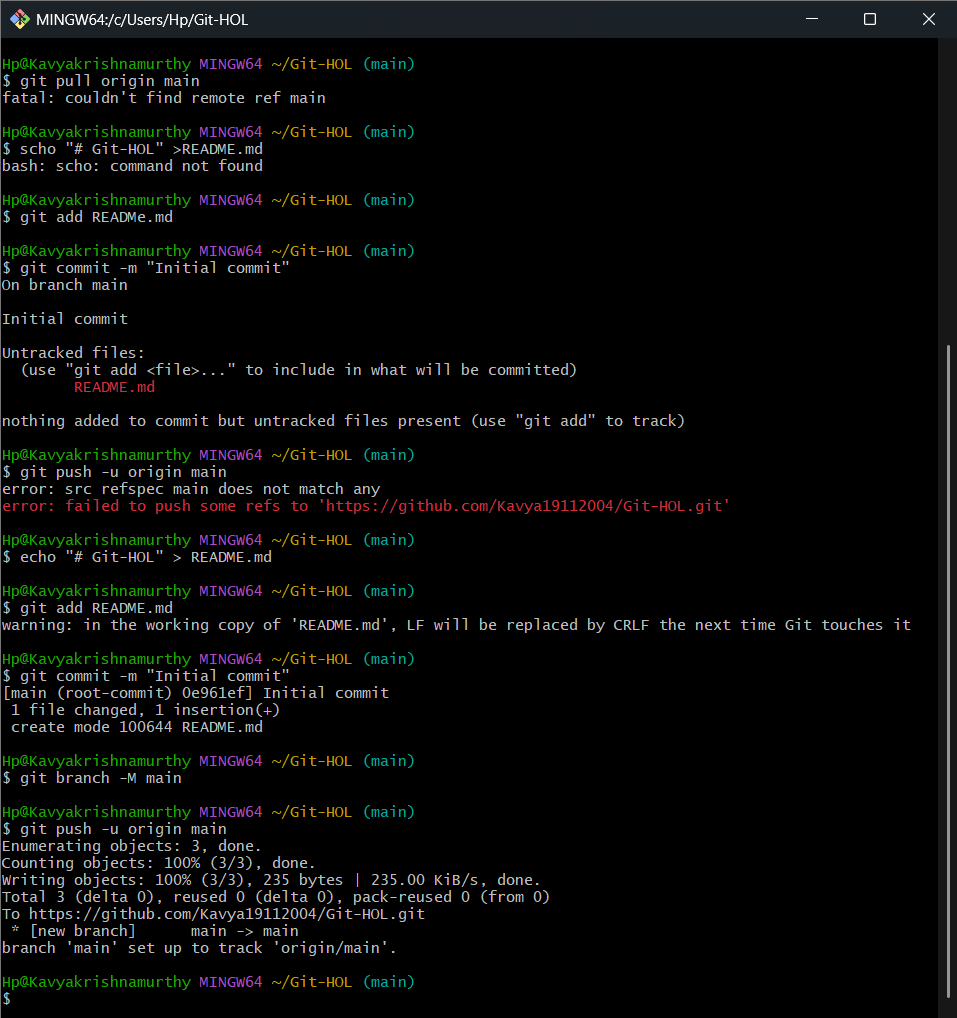 MINGW64:/c/Users/Hp/Git-HOL
Hp@Kavyakrishnamurthy MINGW64 ~/Git-HOL (main)
$ git pull origin main
fatal: couldn't find remote ref main
Hp@Kavyakrishnamurthy MINGW64 ~/Git-HOL (main)
$ scho "# Git-HOL" >README.md
bash: scho: command not found
Hp@Kavyakrishnamurthy MINGW64 ~/Git-HOL (main)
$ git add READMe.md
Hp@Kavyakrishnamurthy MINGW64 ~/Git-HOL (main)
$ git commit -m "Initial commit"
On branch main
Initial commit
Untracked files:
  (use "git add <file>..." to include in what will be committed)
        README.md
nothing added to commit but untracked files present (use "git add" to track)
Hp@Kavyakrishnamurthy MINGW64 ~/Git-HOL (main)
$ git push -u origin main
error: src refspec main does not match any
error: failed to push some refs to 'https://github.com/Kavya19112004/Git-HOL.git'
Hp@Kavyakrishnamurthy MINGW64 ~/Git-HOL (main)
$ echo "# Git-HOL" > README.md
Hp@Kavyakrishnamurthy MINGW64 ~/Git-HOL (main)
$ git add README.md
warning: in the working copy of 'README.md', LF will be replaced by CRLF the next time Git touches it
Hp@Kavyakrishnamurthy MINGW64 ~/Git-HOL (main)
$ git commit -m "Initial commit"
[main (root-commit) 0e961ef] Initial commit
 1 file changed, 1 insertion(+)
 create mode 100644 README.md
Hp@Kavyakrishnamurthy MINGW64 ~/Git-HOL (main)
$ git branch -M main
Hp@Kavyakrishnamurthy MINGW64 ~/Git-HOL (main)
$ git push -u origin main
Enumerating objects: 3, done.
Counting objects: 100% (3/3), done.
Writing objects: 100% (3/3), 235 bytes | 235.00 KiB/s, done.
Total 3 (delta 0), reused 0 (delta 0), pack-reused 0 (from 0)
To https://github.com/Kavya19112004/Git-HOL.git
 * [new branch]      main -> main
branch 'main' set up to track 'origin/main'.
Hp@Kavyakrishnamurthy MINGW64 ~/Git-HOL (main)
$